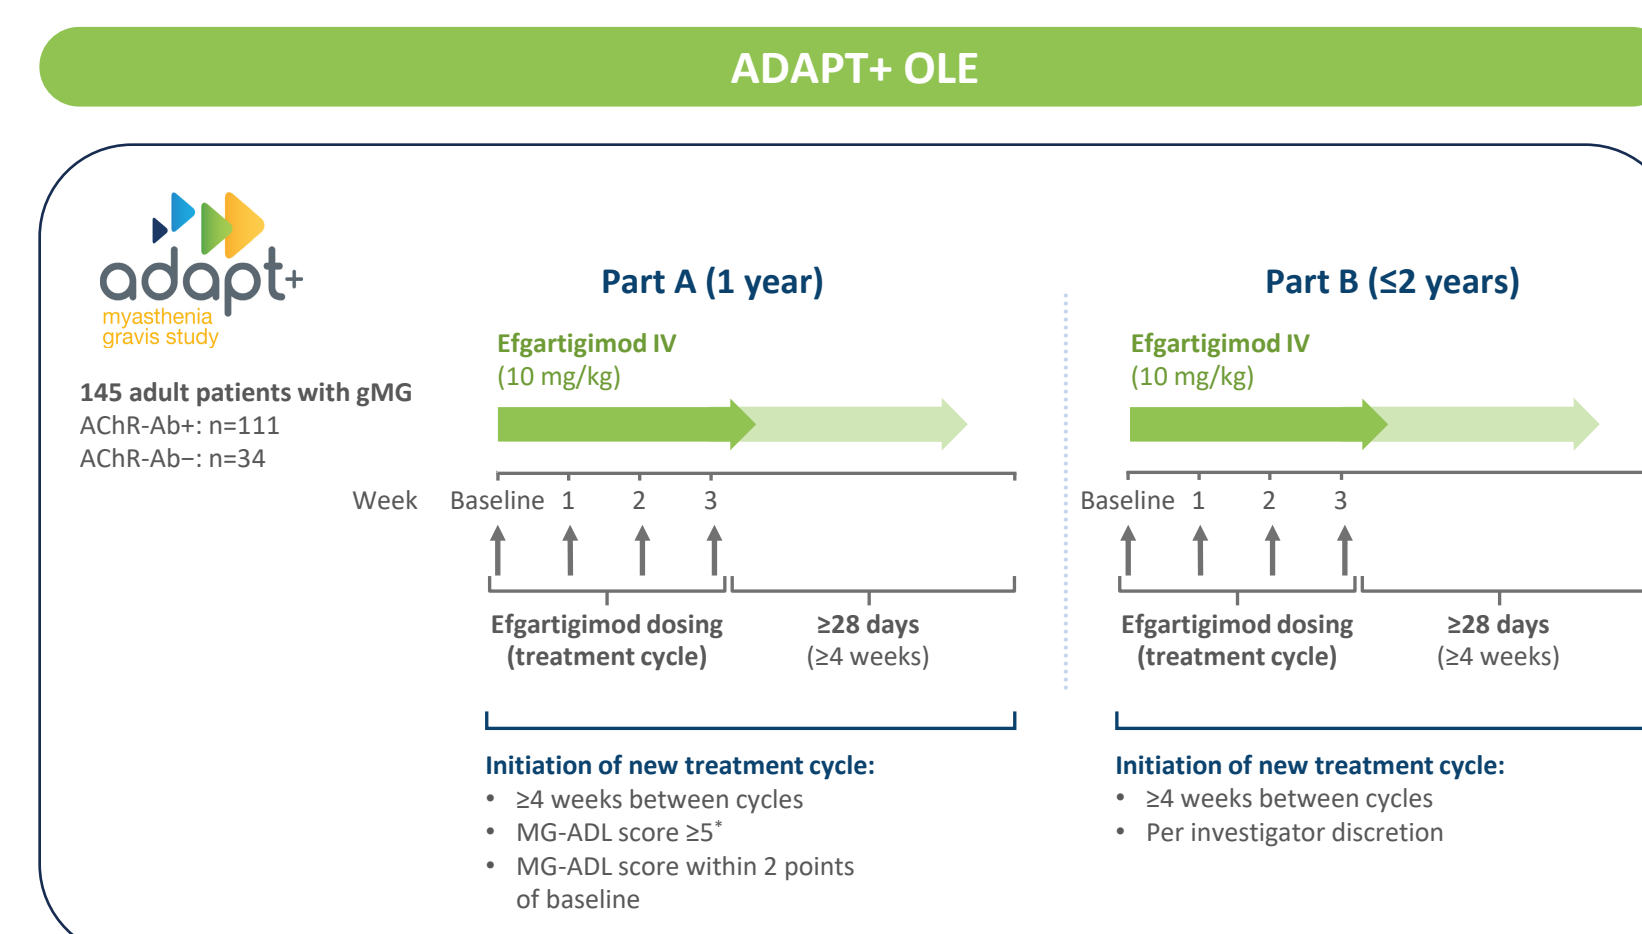 ADAPT+ OLE
adapt+
myasthenia
gravis study
145 adult patients with gMG
AChR-Ab+: n=111
AChR-Ab−: n=34
Part A (1 year)
Efgartigimod IV
(10 mg/kg)
Week Baseline 1 2 3
Efgartigimod dosing
(treatment cycle)
≥28 days
(≥4 weeks)
Initiation of new treatment cycle:
• ≥4 weeks between cycles
• MG-ADL score ≥5*
• MG-ADL score within 2 points
of baseline
Part B (≤2 years)
Efgartigimod IV
(10 mg/kg)
Baseline 1 2 3
Efgartigimod dosing
(treatment cycle)
≥28 days
(≥4 weeks)
Initiation of new treatment cycle:
• ≥4 weeks between cycles
• Per investigator discretion